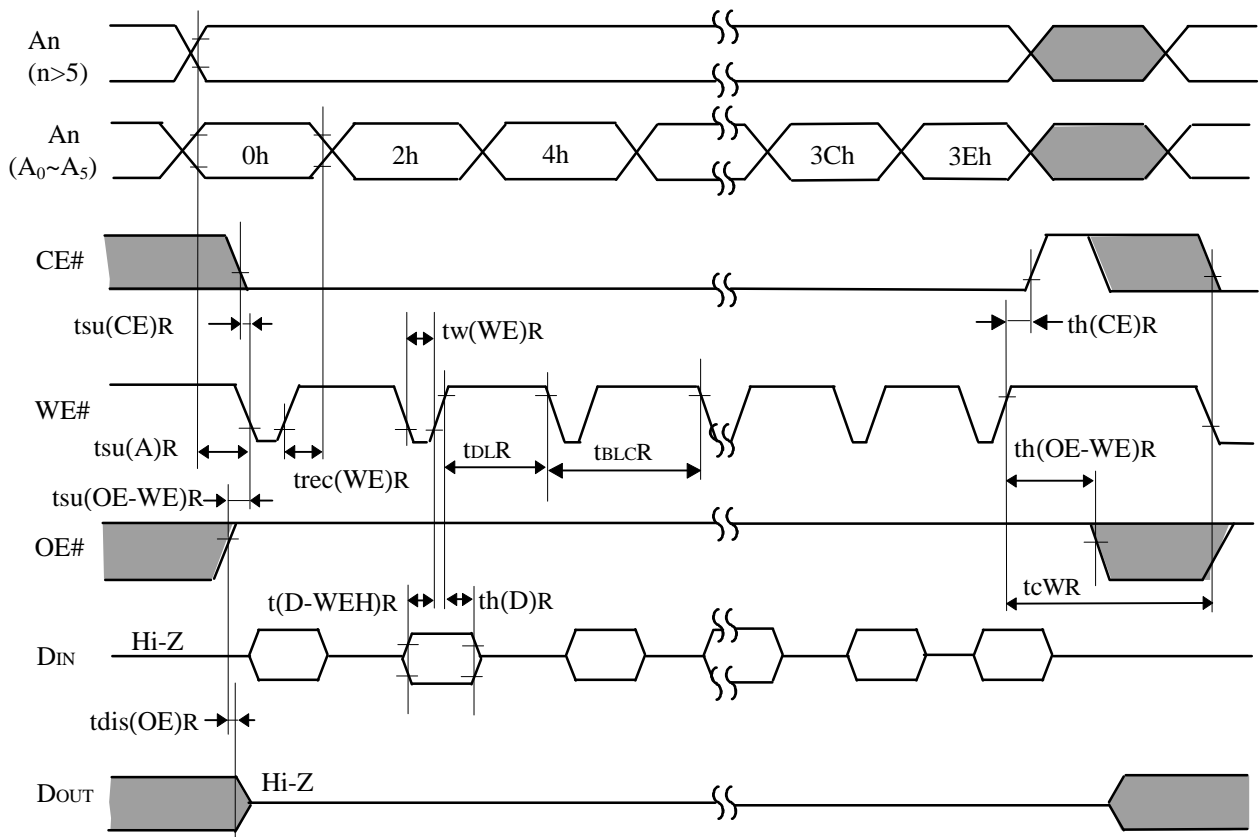 An
(n>5)
An
(A0~A5)
0h
2h
4h
3Ch
3Eh
CE#
tsu(CE)R
tw(WE)R
th(CE)R
WE#
tsu(A)R
trec(WE)R
tDLR
tBLCR
th(OE-WE)R
tsu(OE-WE)R
OE#
t(D-WEH)R
th(D)R
tcWR
DIN
Hi-Z
tdis(OE)R
DOUT
Hi-Z